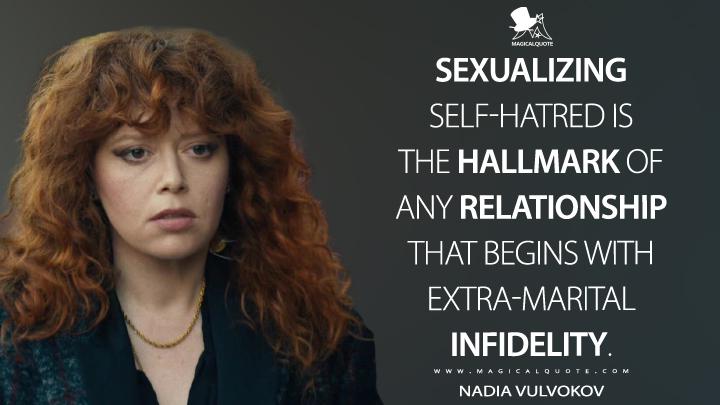 MAGICALQUOTE
SEXUALIZING
SELF-HATRED IS
THE HALLMARK OF
ANY RELATIONSHIP
THAT BEGINS WITH
EXTRA-MARITAL
INFIDELITY.
WWW.MAGICALQUOTE.COM
NADIA VULVOKOV